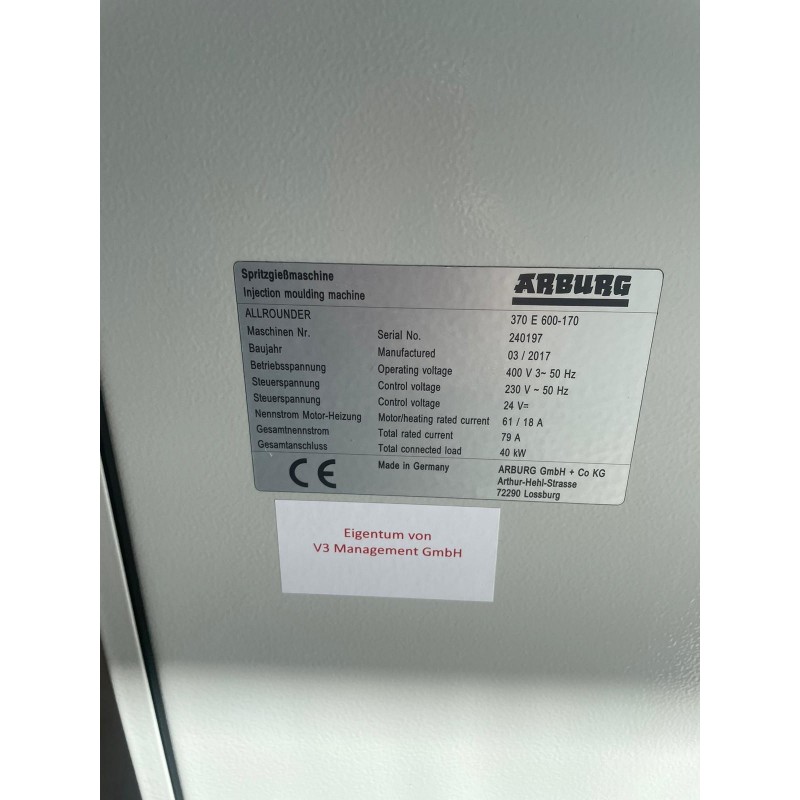 Spritzgießmaschine
Injection moulding machine
ARBURG
ALLROUNDER 370 E 600-170
Maschinen Nr. Serial No. 240197
Baujahr Manufactured 03 / 2017
Betriebsspannung Operating voltage 400 V 3~ 50 Hz
Steuerspannung Control voltage 230 V ~ 50 Hz
Steuerspannung Control voltage 24 V=
Nennstrom Motor-Heizung Motor/heating rated current 61 / 18 A
Gesamtnennstrom Total rated current 79 A
Gesamtanschluss Total connected load 40 kW
CE Made in Germany ARBURG GmbH + Co KG
Arthur-Hehl-Strasse
72290 Lossburg
Eigentum von
V3 Management GmbH